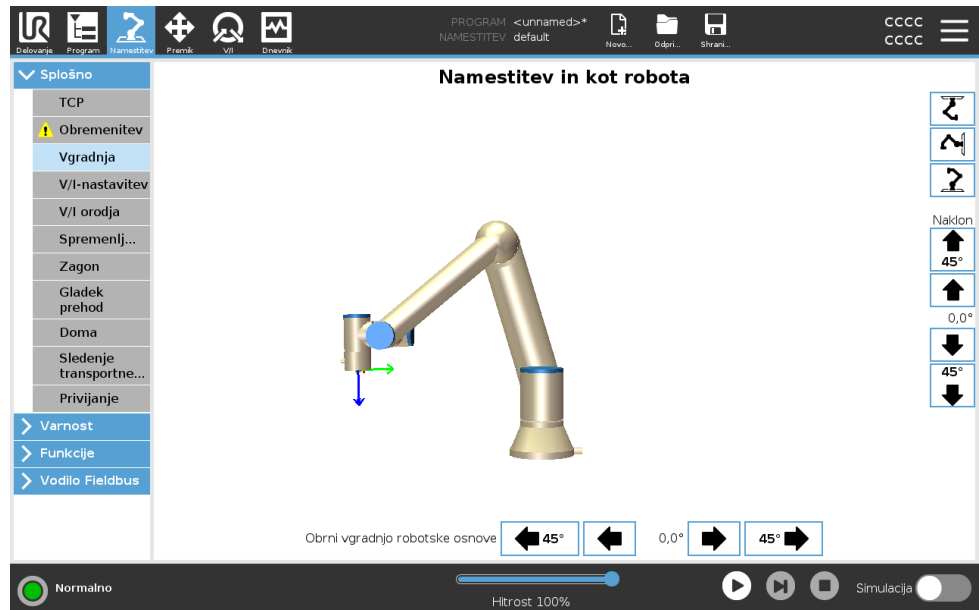 PROGRAM <unnamed>*
NAMESTITEV default
CCCC
CCCC
Delovanje Program Namestitev Premik V/I Dnevnik Novo... Odpri... Shrani...
Splošno
TCP
Obremenitev
Vgradnja
V/I-nastavitev
V/I orodja
Spremenlj...
Zagon
Gladek
prehod
Doma
Sledenje
transportne...
Privijanje
Varnost
Funkcije
Vodilo Fieldbus
Namestitev in kot robota
Naklon
45°
0,0°
45°
Obrni vgradnjo robotske osnove 45° 0,0° 45°
Normalno
Hitrost 100%
Simulacija